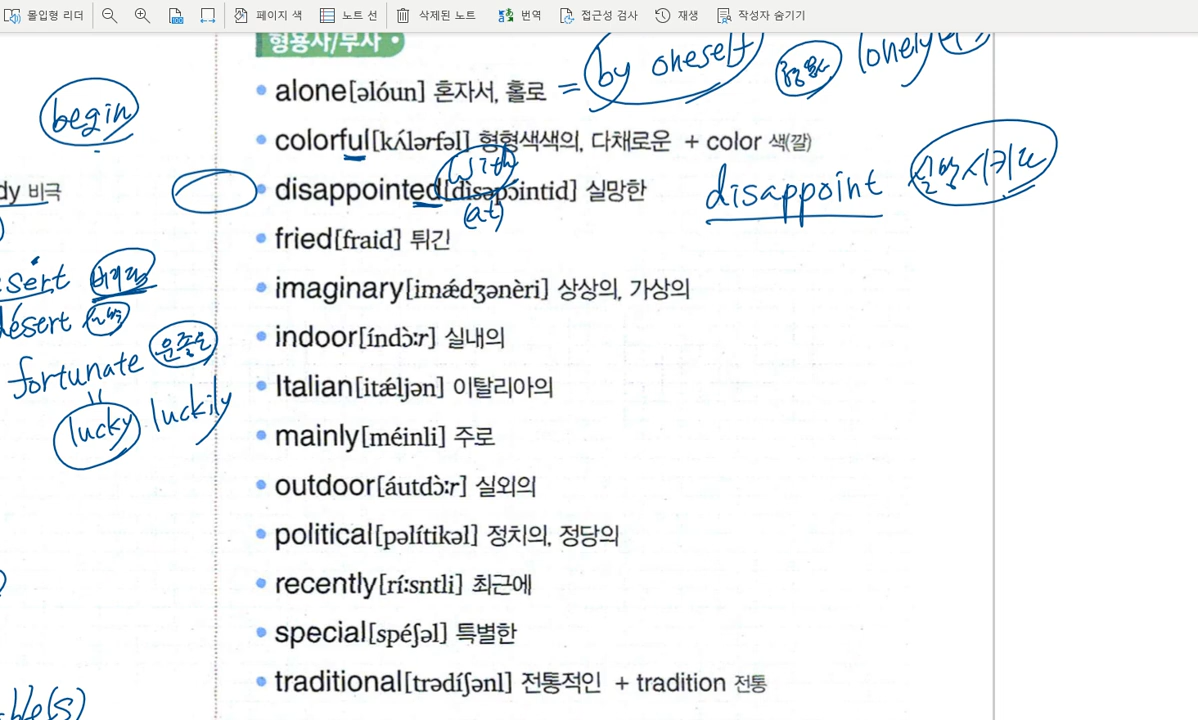 몰입형 리더 페이지 색 노트 선 삭제된 노트 번역 접근성 검사 재생 작성자 숨기기
형용사/부사
alone[əlóun] 혼자서, 홀로 = by oneself 형용사 lonely
begin
colorful[kʌ́lərfəl] 형형색색의, 다채로운 + color 색(깔)
with
dy 비극
disappointed[disəpɔ́intid] 실망한 disappoint 실망시키다
(at)
fried[fraid] 튀긴
ssert
imaginary[imǽdʒənèri] 상상의, 가상의
désert
indoor[índɔ̀ːr] 실내의
fortunate 운좋은
Italian[itǽljən] 이탈리아의
lucky luckily
mainly[méinli] 주로
outdoor[áutdɔ̀ːr] 실외의
political[pəlítikəl] 정치의, 정당의
recently[ríːsntli] 최근에
special[spéʃəl] 특별한
traditional[trədíʃənl] 전통적인 + tradition 전통
ble(s)